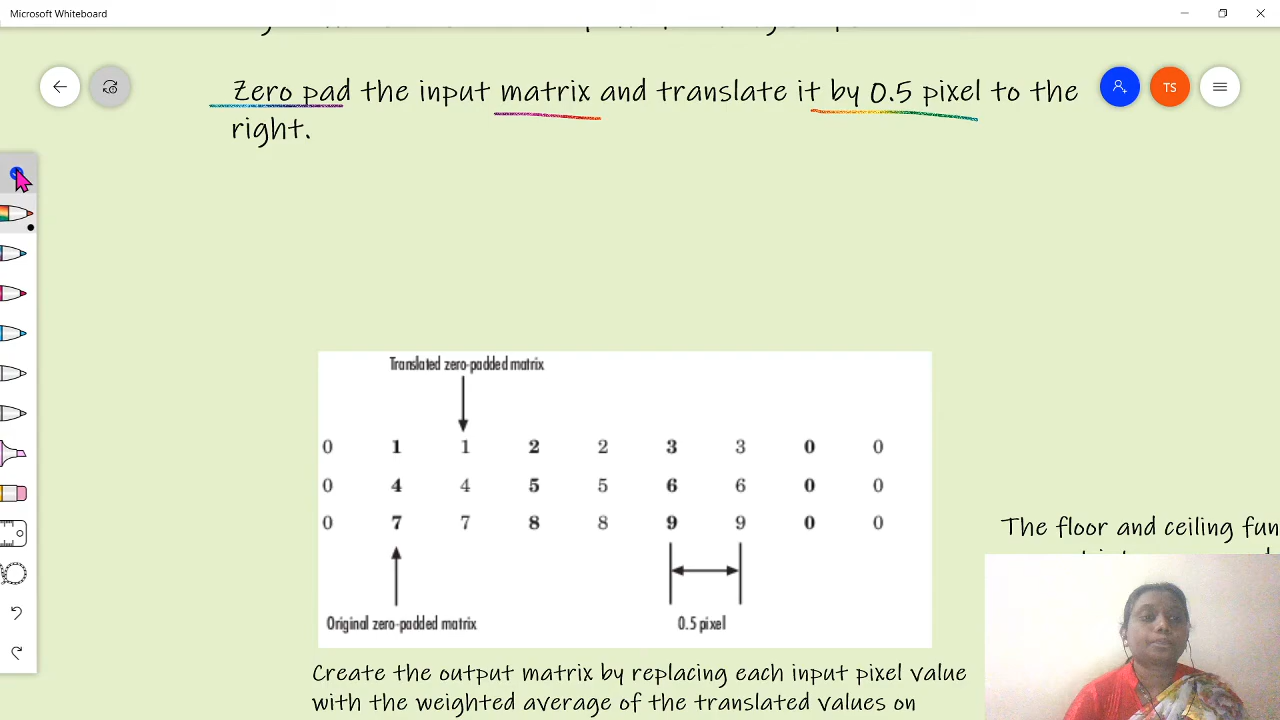 Microsoft Whiteboard
Zero pad the input matrix and translate it by 0.5 pixel to the
right.
TS
Translated zero-padded matrix
0 1 1 2 2 3 3 0 0
0 4 4 5 5 6 6 0 0
0 7 7 8 8 9 9 0 0
Original zero-padded matrix
0.5 pixel
The floor and ceiling fun
Create the output matrix by replacing each input pixel value
with the weighted average of the translated values on